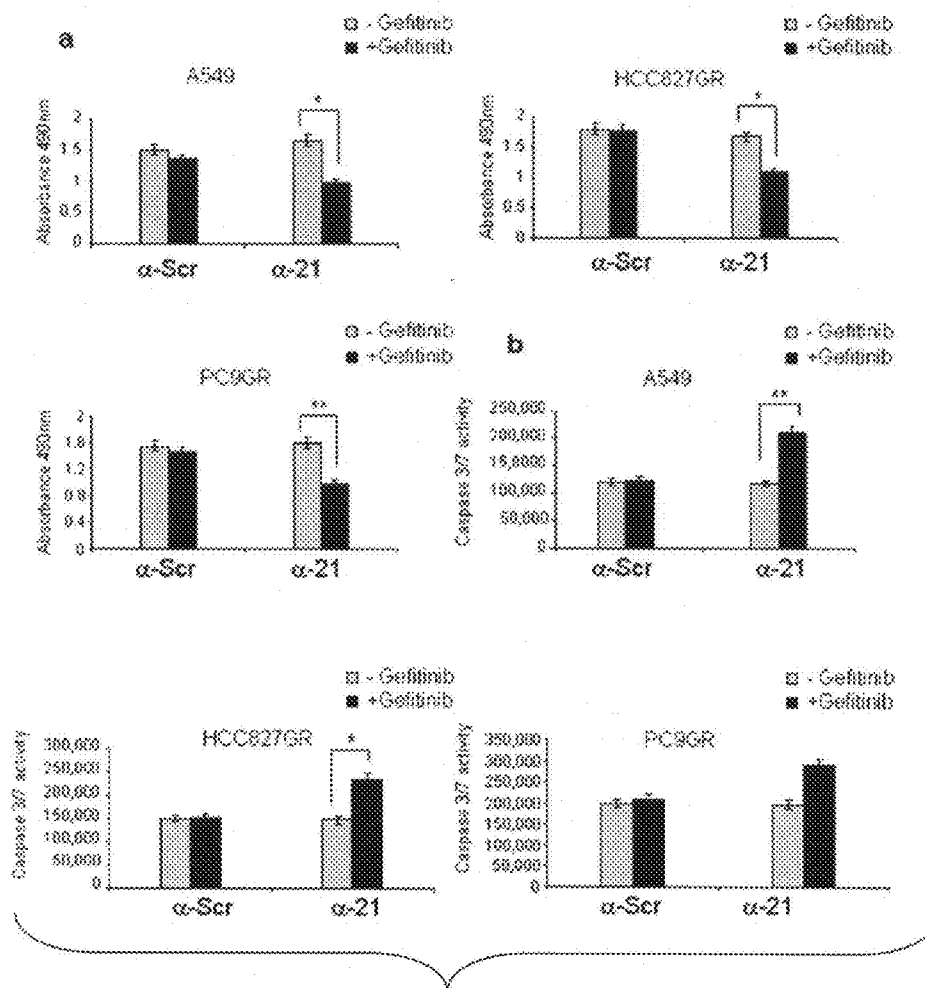 a
- Gefitinib
+Gefitinib
A549
Absorbance 490nm
2
1.5
1
0.5
0
*
α-Scr
α-21
- Gefitinib
+Gefitinib
HCC827GR
Absorbance 490nm
2
1.5
1
0.5
0
*
α-Scr
α-21
- Gefitinib
+Gefitinib
PC9GR
Absorbance 490nm
2
1.6
1.2
0.8
0.4
0
**
α-Scr
α-21
b
- Gefitinib
+Gefitinib
A549
Caspase 3/7 activity
250,000
200,000
15,0000
100,000
50,000
0
**
α-Scr
α-21
- Gefitinib
+Gefitinib
HCC827GR
Caspase 3/7 activity
300,000
250,000
200,000
150,000
100,000
50,000
0
*
α-Scr
α-21
- Gefitinib
+Gefitinib
PC9GR
Caspase 3/7 activity
350,000
300,000
250,000
200,000
150,000
100,000
50,000
0
α-Scr
α-21